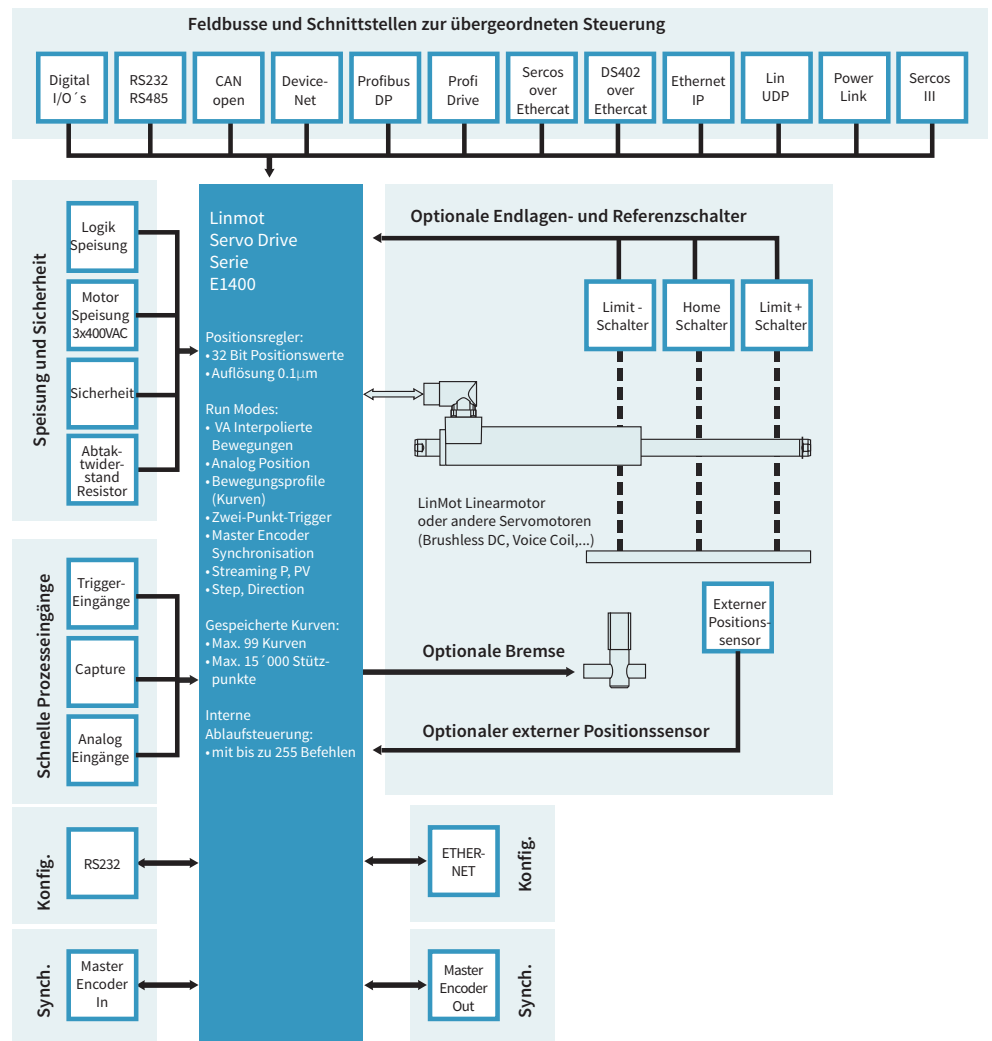 Feldbusse und Schnittstellen zur übergeordneten Steuerung
Digital
I/O´s
RS232
RS485
CAN
open
Device-
Net
Profibus
DP
Profi
Drive
Sercos
over
Ethercat
DS402
over
Ethercat
Ethernet
IP
Lin
UDP
Power
Link
Sercos
III
Speisung und Sicherheit
Logik
Speisung
Motor
Speisung
3x400VAC
Sicherheit
Abtak-
twider-
stand
Resistor
Schnelle Prozesseingänge
Trigger-
Eingänge
Capture
Analog
Eingänge
Konfig.
RS232
Synch.
Master
Encoder
In
Linmot
Servo Drive
Serie
E1400
Positionsregler:
• 32 Bit Positionswerte
• Auflösung 0.1µm
Run Modes:
• VA Interpolierte
Bewegungen
• Analog Position
• Bewegungsprofile
(Kurven)
• Zwei-Punkt-Trigger
• Master Encoder
Synchronisation
• Streaming P, PV
• Step, Direction
Gespeicherte Kurven:
• Max. 99 Kurven
• Max. 15´000 Stütz-
punkte
Interne
Ablaufsteuerung:
• mit bis zu 255 Befehlen
Optionale Endlagen- und Referenzschalter
Limit -
Schalter
Home
Schalter
Limit +
Schalter
LinMot Linearmotor
oder andere Servomotoren
(Brushless DC, Voice Coil,...)
Externer
Positions-
sensor
Optionale Bremse
Optionaler externer Positionssensor
ETHER-
NET
Konfig.
Master
Encoder
Out
Synch.